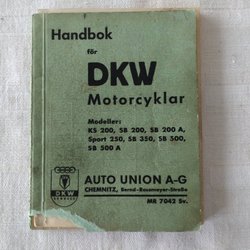 Handbok
för
DKW
Motorcyklar
Modeller:
KS 200, SB 200, SB 200 A,
Sport 250, SB 350, SB 500,
SB 500 A
DKW
AUTO UNION A-G
CHEMNITZ, Bernd-Rosemeyer-Straße
MR 7042 Sv.